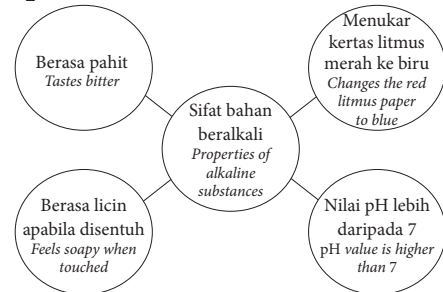 Berasa pahit
Tastes bitter
Menukar
kertas litmus
merah ke biru
Changes the red
litmus paper
to blue
Sifat bahan
beralkali
Properties of
alkaline
substances
Berasa licin
apabila disentuh
Feels soapy when
touched
Nilai pH lebih
daripada 7
pH value is higher
than 7